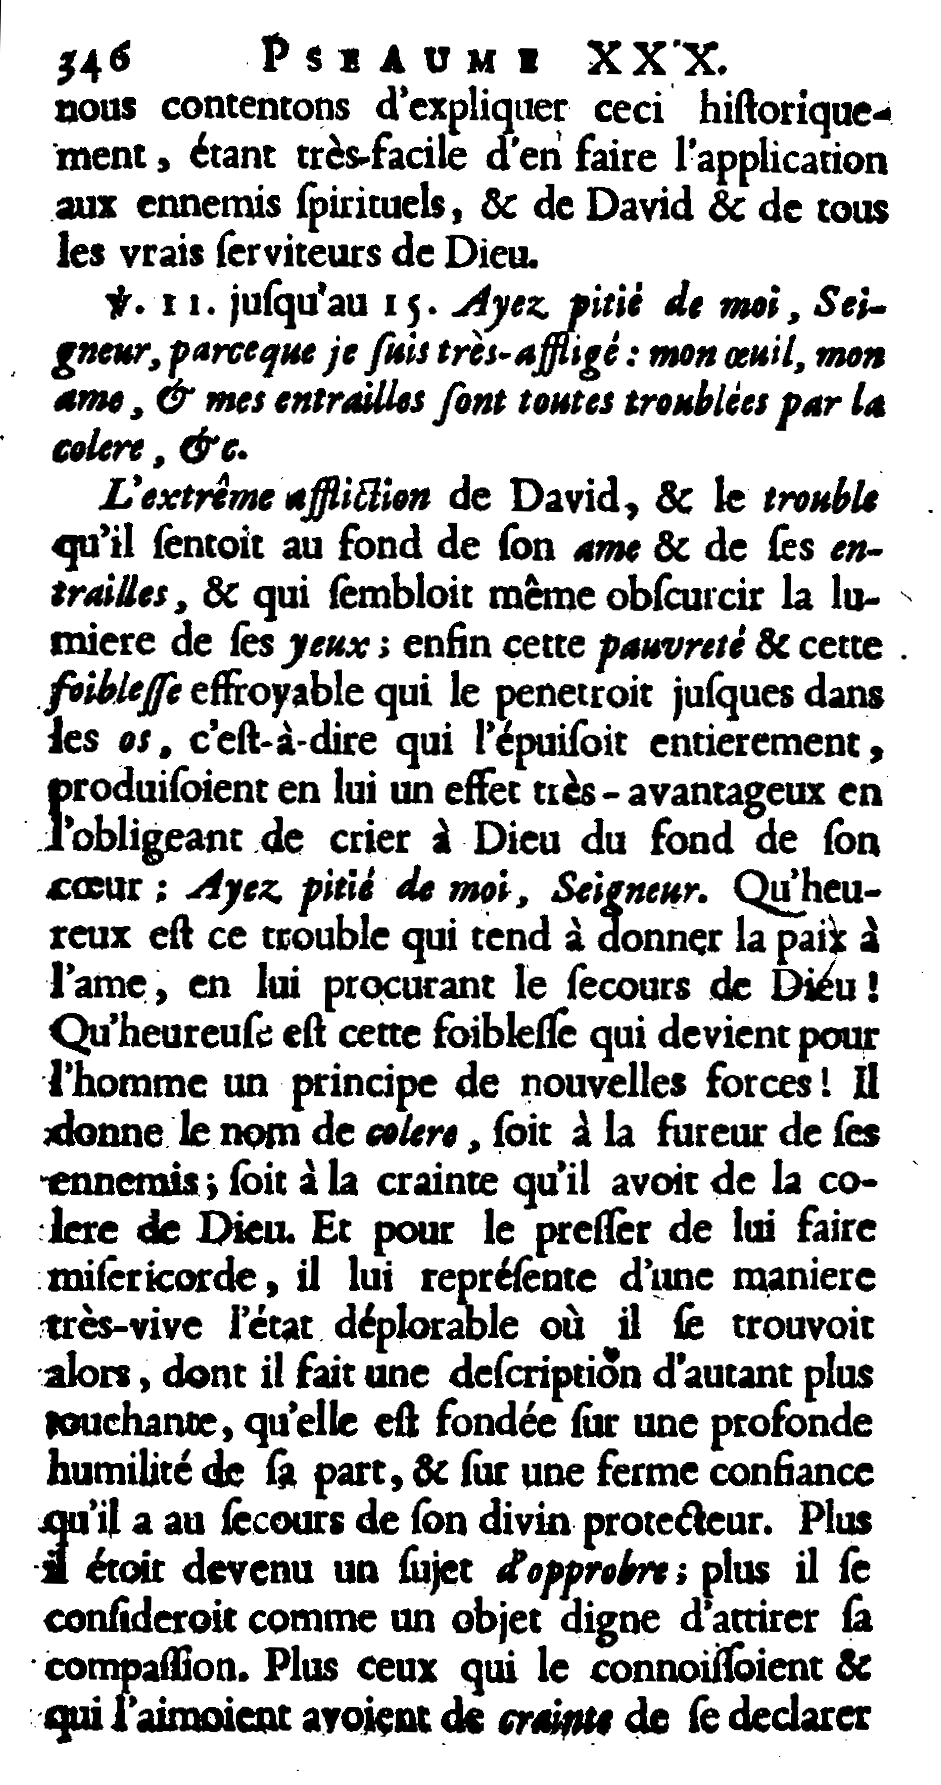 346 PSEAUME XXX.
nous contentons d'expliquer ceci hiſtorique-
ment, étant très-facile d'en faire l'application
aux ennemis ſpirituels, & de David & de tous
les vrais ſerviteurs de Dieu.
℣. 11. juſqu'au 15. Ayez pitié de moi, Sei-
gneur, parceque je ſuis très-affligé : mon œuil, mon
ame, & mes entrailles ſont toutes troublées par la
colere, &c.
L'extrême affliction de David, & le trouble
qu'il ſentoit au fond de ſon ame & de ſes en-
trailles, & qui ſembloit même obſcurcir la lu-
miere de ſes yeux ; enfin cette pauvreté & cette
foibleſſe effroyable qui le penetroit juſques dans
les os, c'eſt-à-dire qui l'épuiſoit entierement,
produiſoient en lui un effet très-avantageux en
l'obligeant de crier à Dieu du fond de ſon
cœur : Ayez pitié de moi, Seigneur. Qu'heu-
reux eſt ce trouble qui tend à donner la paix à
l'ame, en lui procurant le ſecours de Dieu !
Qu'heureuſe eſt cette foibleſſe qui devient pour
l'homme un principe de nouvelles forces ! Il
donne le nom de colere, ſoit à la fureur de ſes
ennemis ; ſoit à la crainte qu'il avoit de la co-
lere de Dieu. Et pour le preſſer de lui faire
miſericorde, il lui repréſente d'une maniere
très-vive l'état déplorable où il ſe trouvoit
alors, dont il fait une deſcription d'autant plus
touchante, qu'elle eſt fondée ſur une profonde
humilité de ſa part, & ſur une ferme confiance
qu'il a au ſecours de ſon divin protecteur. Plus
il étoit devenu un ſujet d'opprobre ; plus il ſe
conſideroit comme un objet digne d'attirer ſa
compaſſion. Plus ceux qui le connoiſſoient &
qui l'aimoient avoient de crainte de ſe declarer